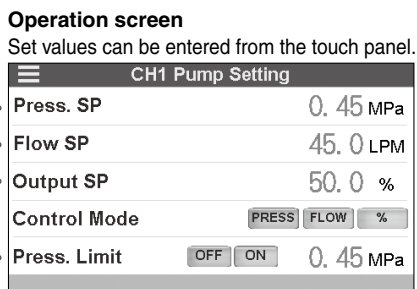 Operation screen
Set values can be entered from the touch panel.
CH1 Pump Setting
Press. SP 0. 45 MPa
Flow SP 45. 0 LPM
Output SP 50. 0 %
Control Mode PRESS FLOW %
Press. Limit OFF ON 0. 45 MPa